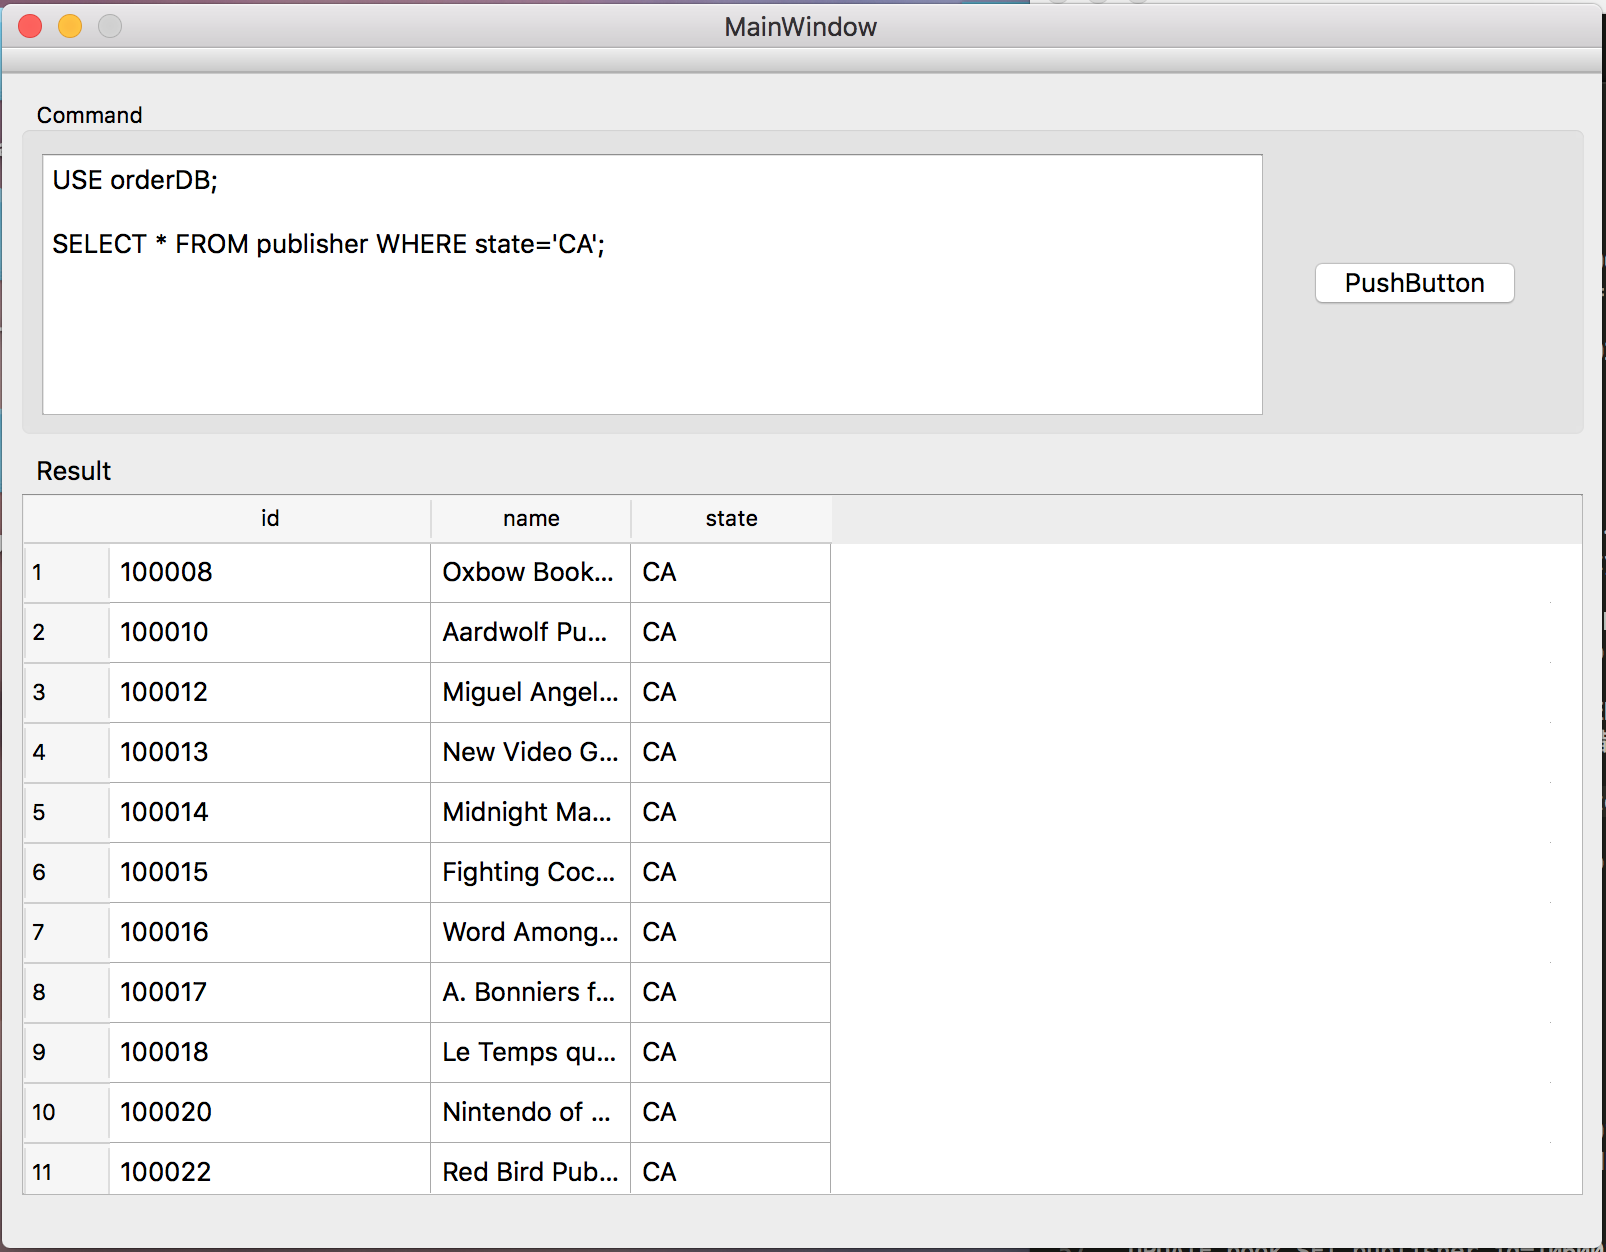 MainWindow
Command
USE orderDB;
SELECT * FROM publisher WHERE state='CA';
PushButton
Result
id name state
1 100008 Oxbow Book... CA
2 100010 Aardwolf Pu... CA
3 100012 Miguel Angel... CA
4 100013 New Video G... CA
5 100014 Midnight Ma... CA
6 100015 Fighting Coc... CA
7 100016 Word Among... CA
8 100017 A. Bonniers f... CA
9 100018 Le Temps qu... CA
10 100020 Nintendo of ... CA
11 100022 Red Bird Pub... CA